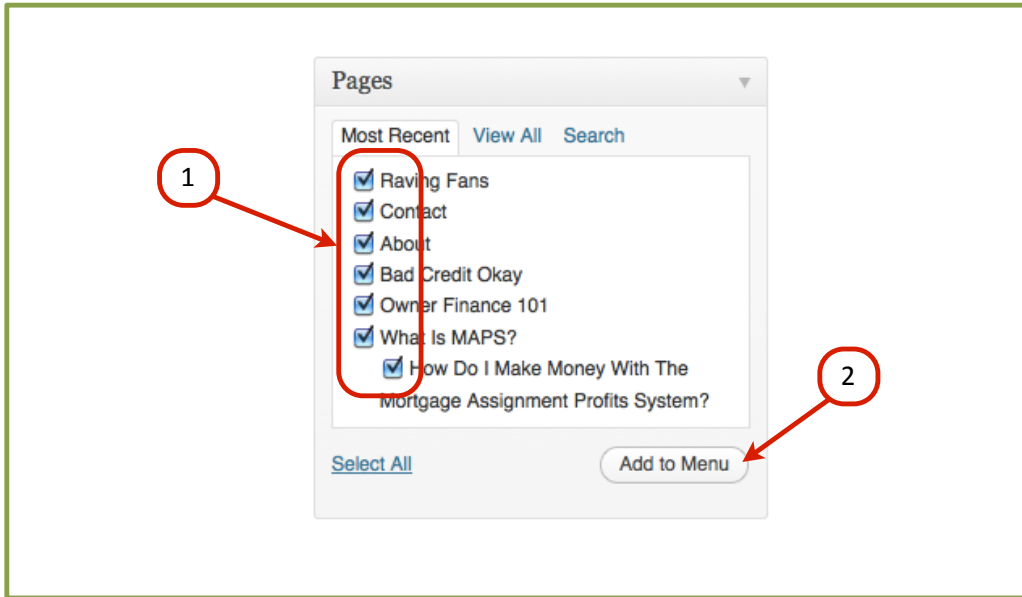 Pages
Most Recent View All Search
1
Raving Fans
Contact
About
Bad Credit Okay
Owner Finance 101
What Is MAPS?
How Do I Make Money With The
Mortgage Assignment Profits System?
2
Select All Add to Menu